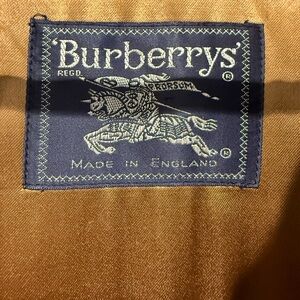 'Burberrys'
REGD.
®
PRORSUM
MADE IN ENGLAND
®